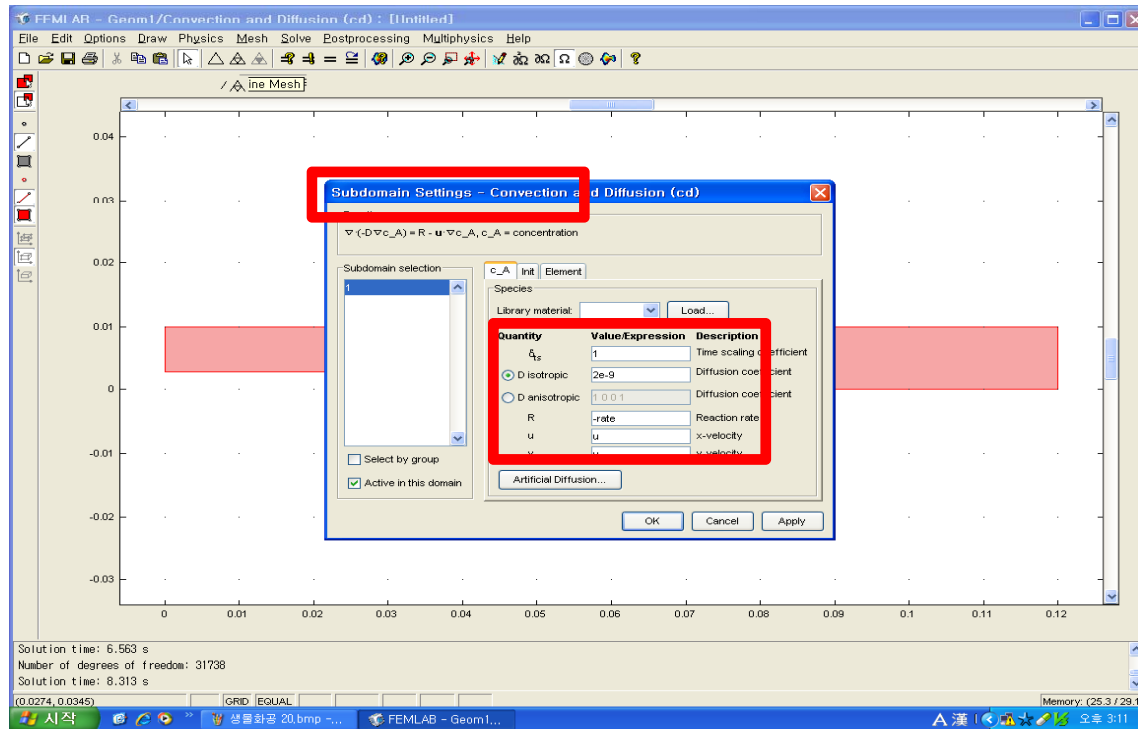 FEMLAB - Geom1/Convection and Diffusion (cd) : [Untitled]
File Edit Options Draw Physics Mesh Solve Postprocessing Multiphysics Help
ine Mesh
0.04
0.03
0.02
0.01
0
-0.01
-0.02
-0.03
Subdomain Settings - Convection and Diffusion (cd)
∇·(-D∇c_A) = R - u·∇c_A, c_A = concentration
Subdomain selection
1
Select by group
Active in this domain
c_A Init Element
Species
Library material: Load...
Quantity Value/Expression Description
δts 1 Time scaling coefficient
D isotropic 2e-9 Diffusion coefficient
D anisotropic 1 0 0 1 Diffusion coefficient
R -rate Reaction rate
u u x-velocity
y-velocity
Artificial Diffusion...
OK Cancel Apply
0 0.01 0.02 0.03 0.04 0.05 0.06 0.07 0.08 0.09 0.1 0.11 0.12
Solution time: 6.563 s
Number of degrees of freedom: 31738
Solution time: 8.313 s
(0.0274, 0.0345) GRID EQUAL Memory: (25.3 / 29.1
시작 생물화공 20.bmp -... FEMLAB - Geom1... A 漢 오후 3:11